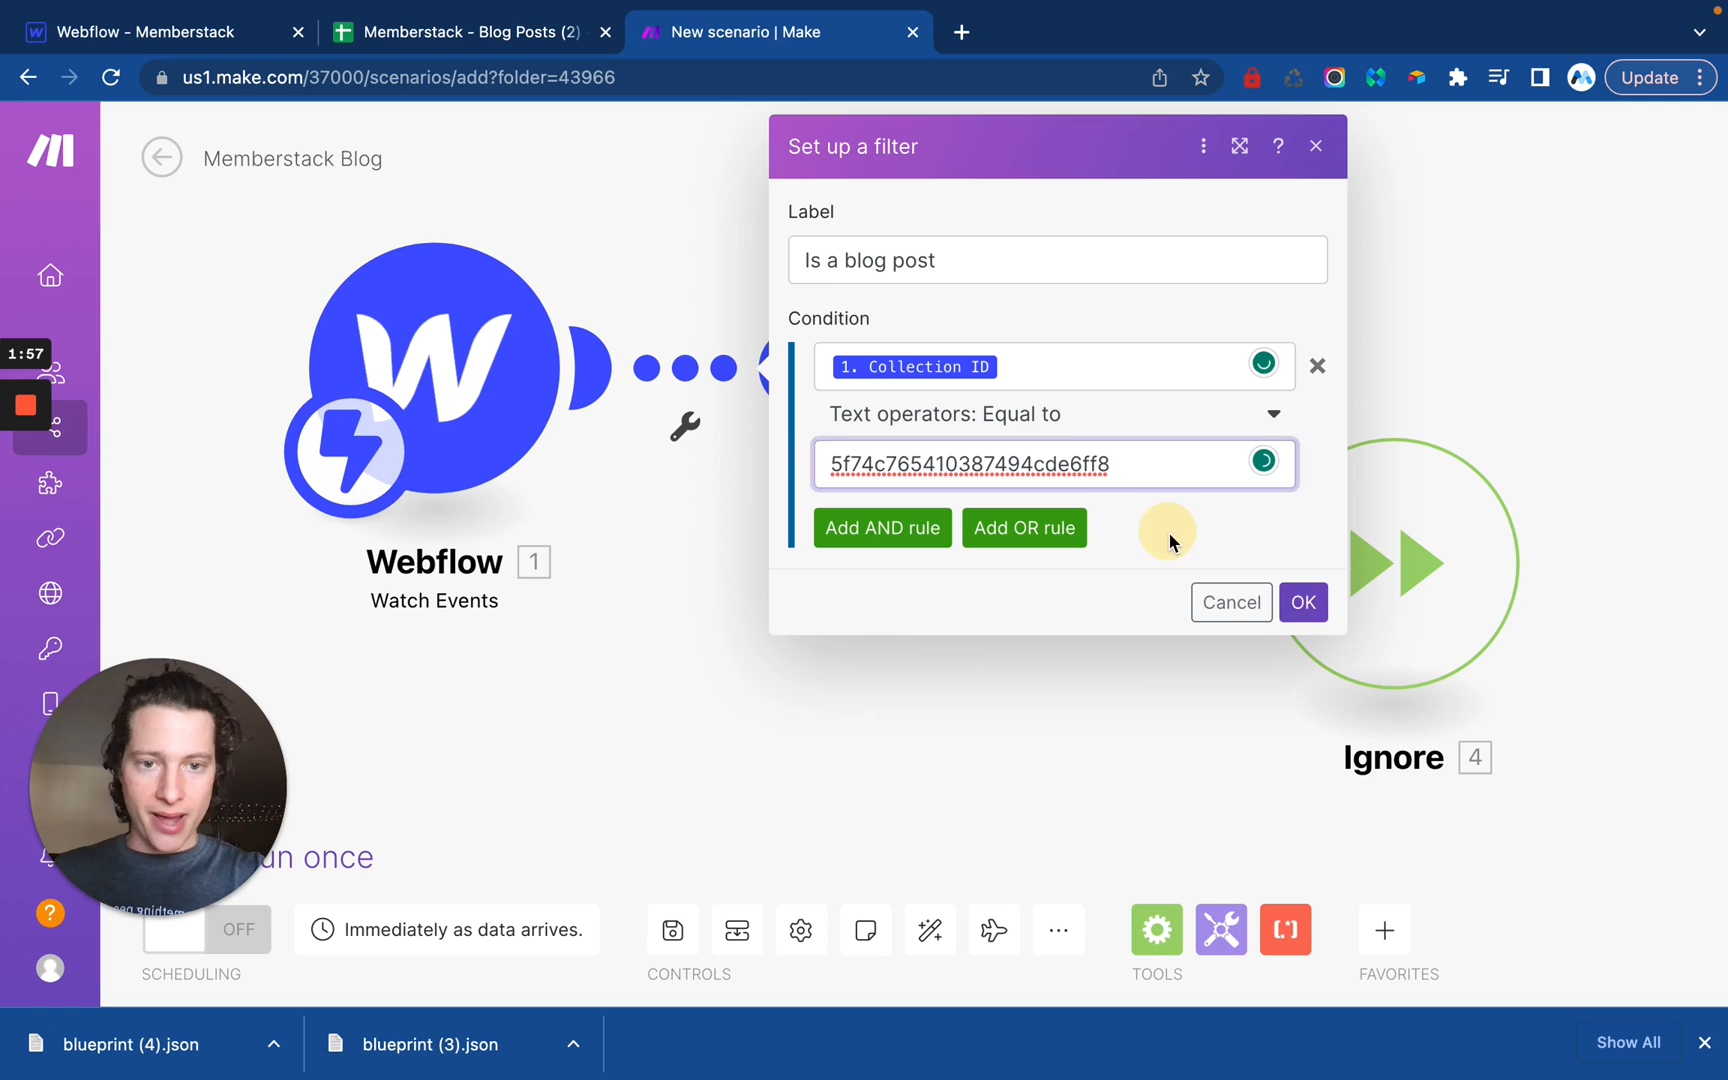 Webflow - Memberstack
Memberstack - Blog Posts (2)
New scenario | Make
us1.make.com/37000/scenarios/add?folder=43966
Update
Memberstack Blog
Set up a filter
Label
Is a blog post
Condition
1. Collection ID
1:57
Text operators: Equal to
5f74c765410387494cde6ff8
Add AND rule
Add OR rule
Webflow 1
Watch Events
Cancel
OK
Ignore 4
un once
OFF
Immediately as data arrives.
SCHEDULING
CONTROLS
TOOLS
FAVORITES
blueprint (4).json
blueprint (3).json
Show All